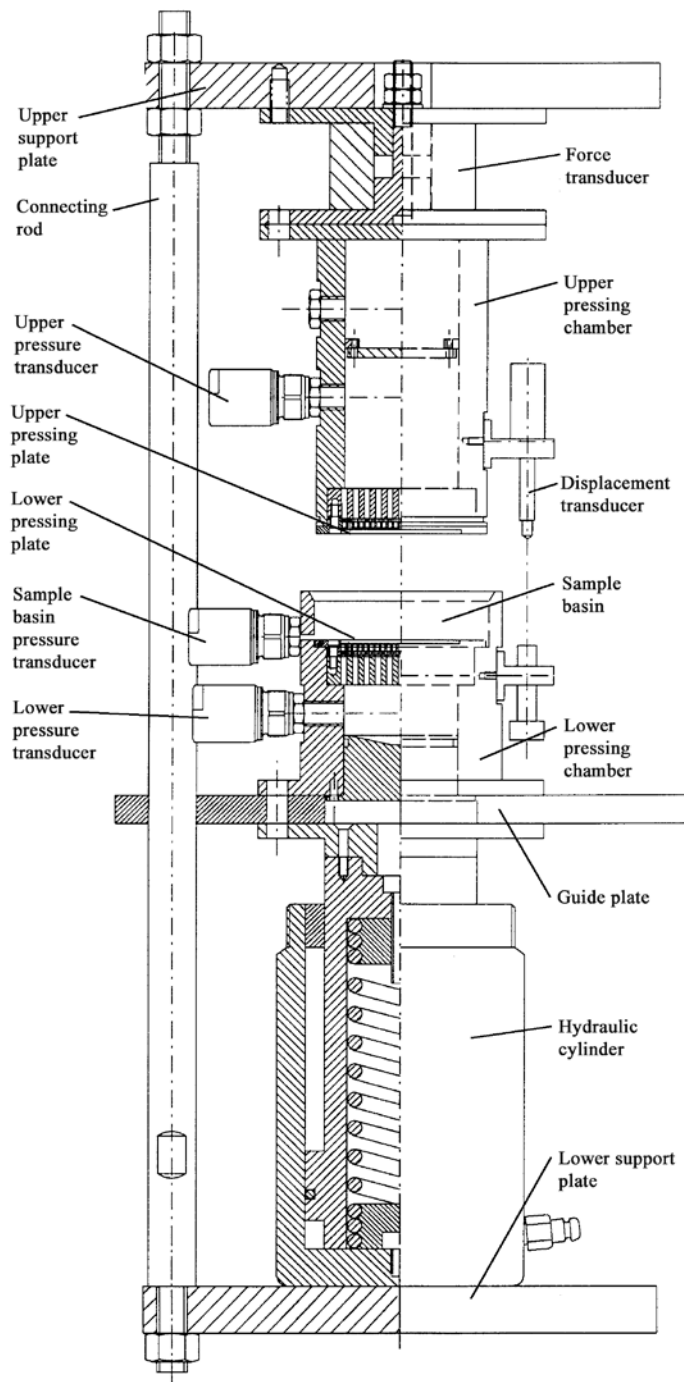 Upper
support
plate
Connecting
rod
Upper
pressure
transducer
Upper
pressing
plate
Lower
pressing
plate
Sample
basin
pressure
transducer
Lower
pressure
transducer
Force
transducer
Upper
pressing
chamber
Displacement
transducer
Sample
basin
Lower
pressing
chamber
Guide plate
Hydraulic
cylinder
Lower support
plate